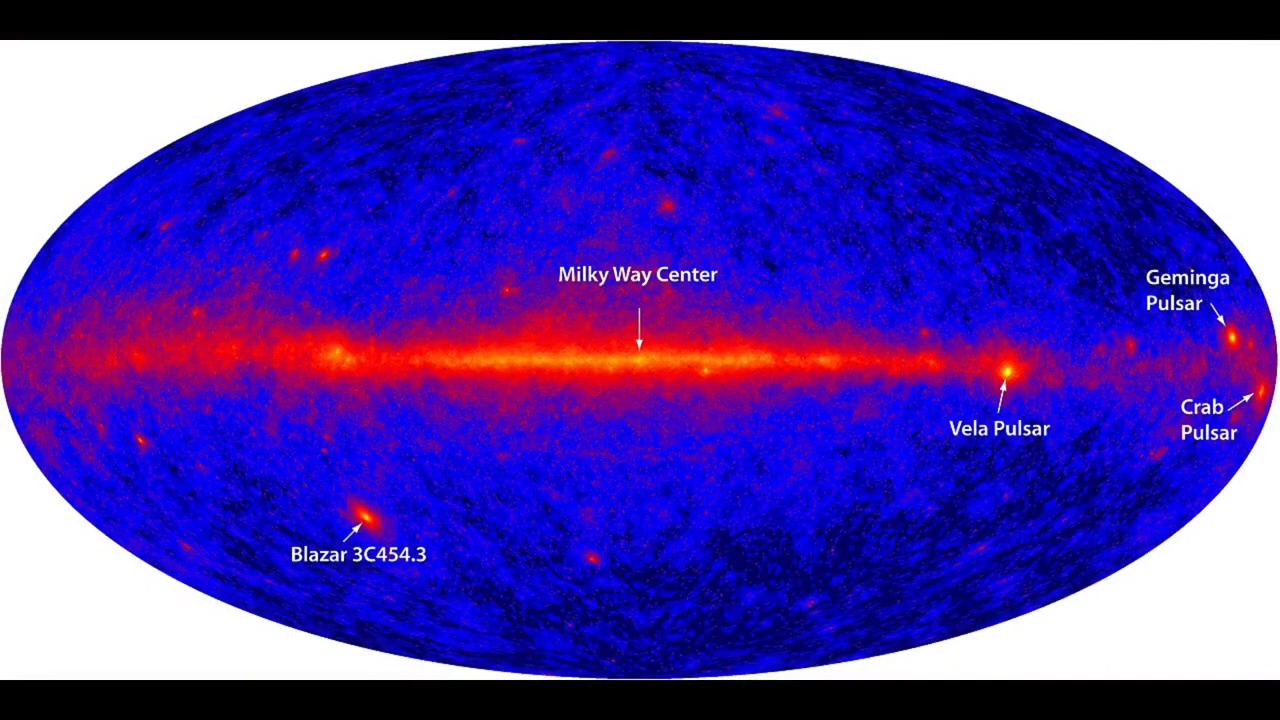 Milky Way Center
Geminga
Pulsar
Crab
Pulsar
Vela Pulsar
Blazar 3C454.3